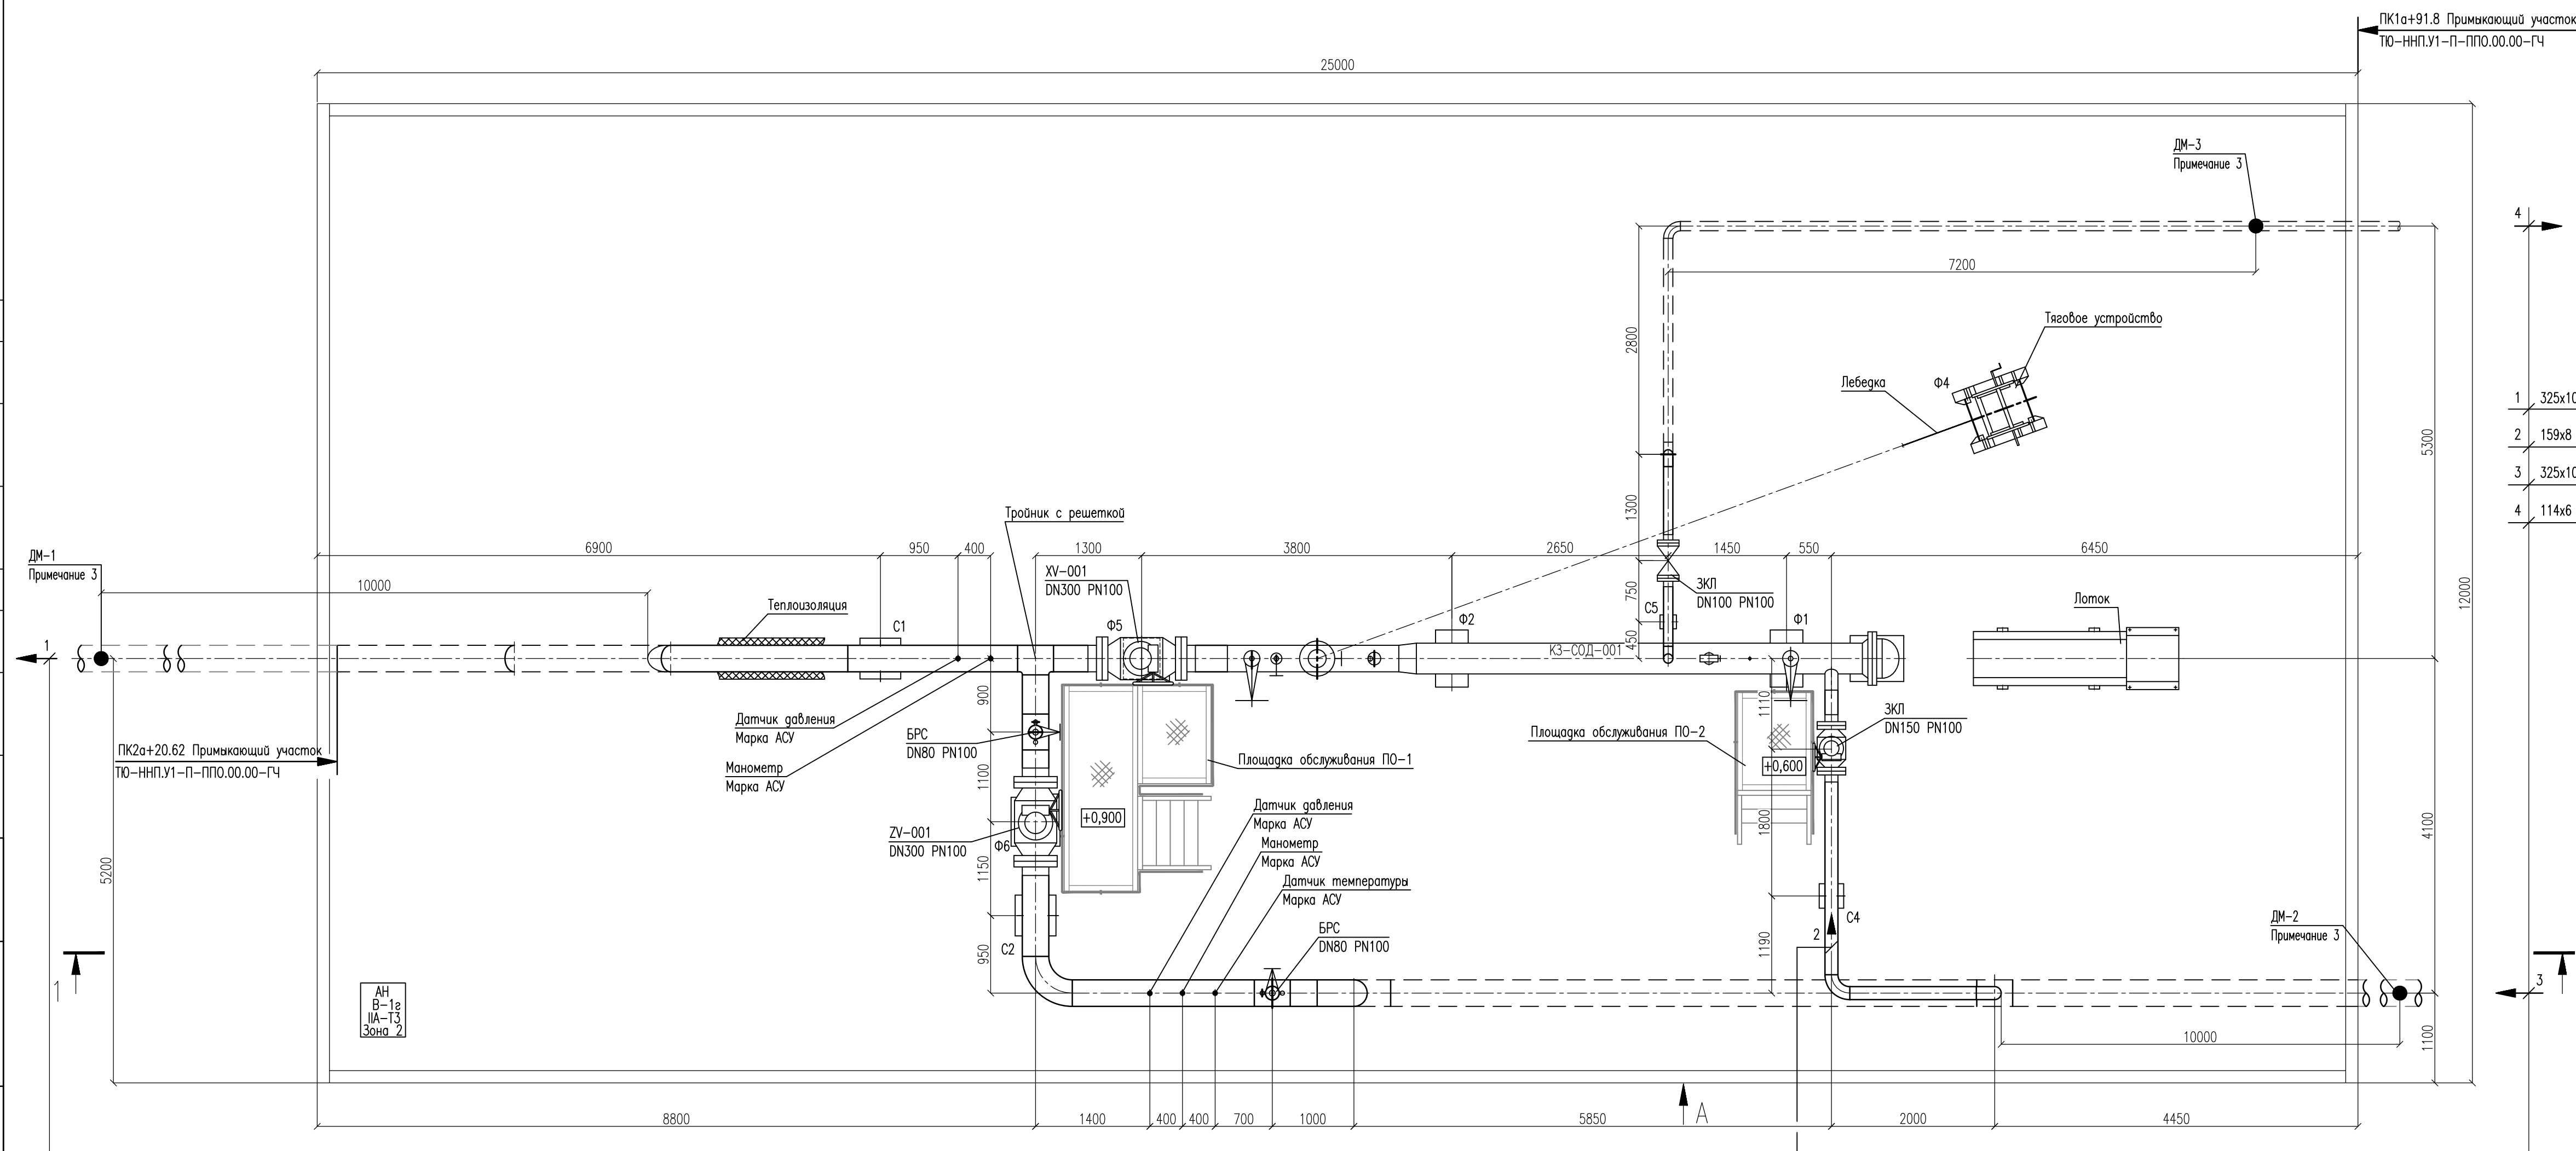 ПК1а+91.8 Примыкающий участок
ТЮ-ННП.У1-П-ППО.00.00-ГЧ
25000
ДМ-3
Примечание 3
4
7200
Тяговое устройство
2800
Лебедка
Ф4
1 325х10
2 159х8
3 325х10
4 114х6
5300
1300
Тройник с решеткой
6900
950
400
1300
3800
2650
1450
550
6450
ДМ-1
Примечание 3
10000
XV-001
DN300 PN100
ЗКЛ
DN100 PN100
750
12000
Теплоизоляция
Лоток
С1
Ф5
Ф2
С5
Ф1
1
450
КЗ-СОД-001
900
1110
Датчик давления
Марка АСУ
БРС
DN80 PN100
ЗКЛ
DN150 PN100
Площадка обслуживания ПО-2
ПК2а+20.62 Примыкающий участок
ТЮ-ННП.У1-П-ППО.00.00-ГЧ
Площадка обслуживания ПО-1
Манометр
Марка АСУ
1100
+0,600
+0,900
Датчик давления
Марка АСУ
1800
4100
ZV-001
DN300 PN100
Ф6
Манометр
Марка АСУ
5200
1150
Датчик температуры
Марка АСУ
С4
ДМ-2
Примечание 3
БРС
DN80 PN100
2
С2
950
1190
1
3
АН
В-1г
IIА-Т3
Зона 2
10000
1100
А
8800
1400
400
400
700
1000
5850
2000
4450